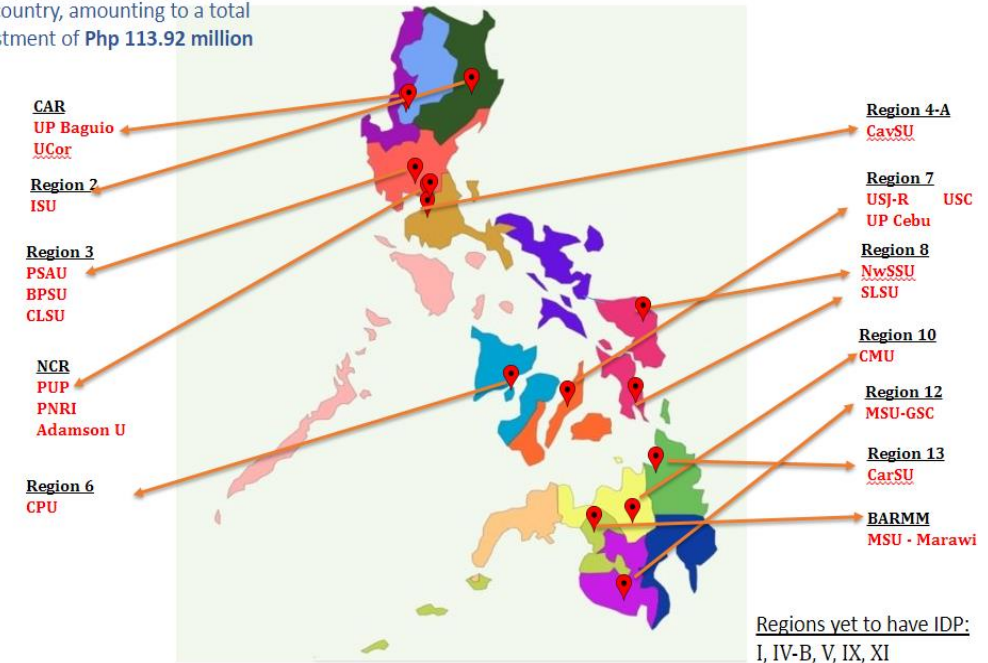 country, amounting to a total
stment of Php 113.92 million
CAR
UP Baguio
UCor
Region 2
ISU
Region 3
PSAU
BPSU
CLSU
NCR
PUP
PNRI
Adamson U
Region 6
CPU
Region 4-A
CavSU
Region 7
USJ-R USC
UP Cebu
Region 8
NwSSU
SLSU
Region 10
CMU
Region 12
MSU-GSC
Region 13
CarSU
BARMM
MSU - Marawi
Regions yet to have IDP:
I, IV-B, V, IX, XI